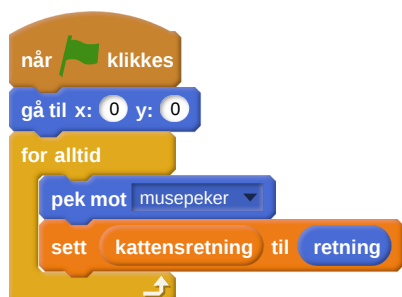 når klikkes
gå til x: 0 y: 0
for alltid
pek mot musepeker
sett kattensretning til retning